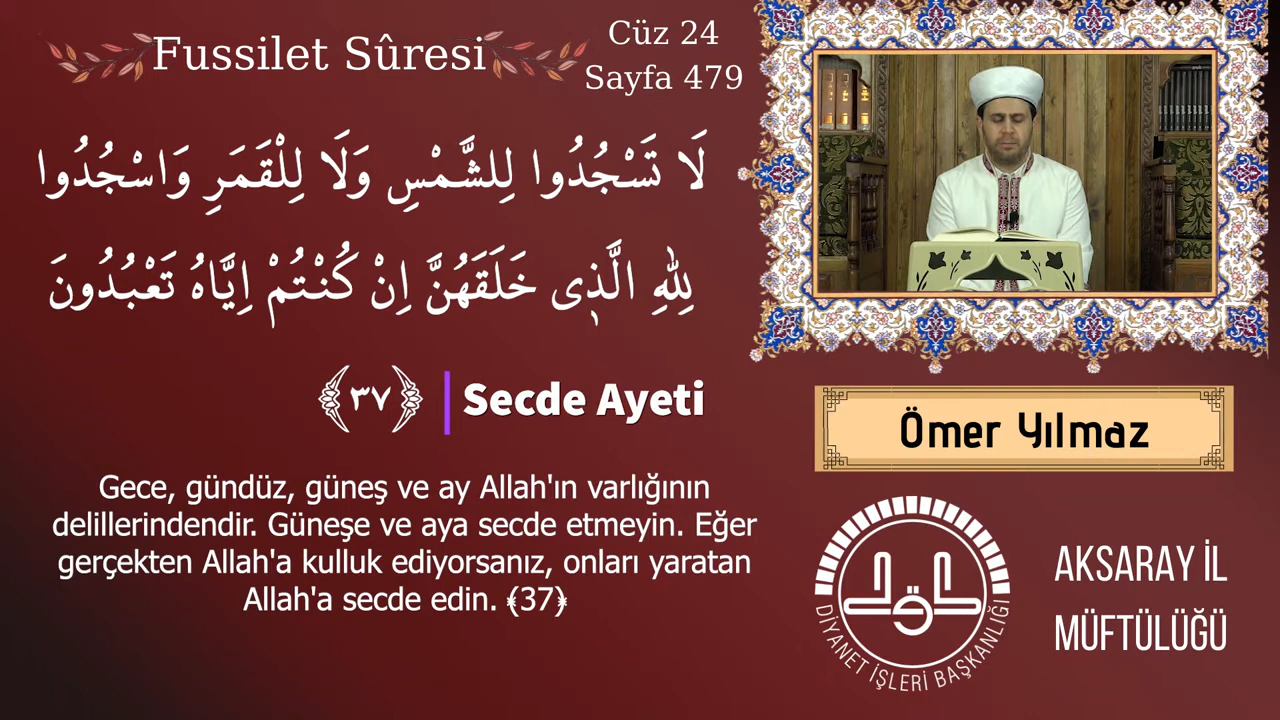 Fussilet Sûresi
Cüz 24
Sayfa 479
لَا تَسْجُدُوا لِلشَّمْسِ وَلَا لِلْقَمَرِ وَاسْجُدُوا
لِلّٰهِ الَّذ۪ى خَلَقَهُنَّ اِنْ كُنْتُمْ اِيَّاهُ تَعْبُدُونَ
﴿٣٧﴾ Secde Ayeti
Gece, gündüz, güneş ve ay Allah'ın varlığının
delillerindendir. Güneşe ve aya secde etmeyin. Eğer
gerçekten Allah'a kulluk ediyorsanız, onları yaratan
Allah'a secde edin. ﴾37﴿
Ömer Yılmaz
DİYANET İŞLERİ BAŞKANLIĞI
AKSARAY İL
MÜFTÜLÜĞÜ